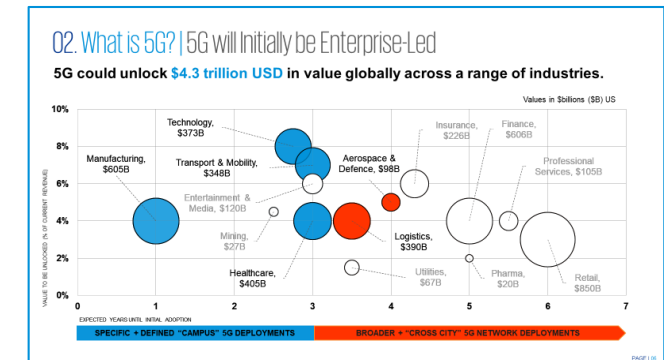 02. What is 5G? | 5G will Initially be Enterprise-Led
5G could unlock $4.3 trillion USD in value globally across a range of industries.
Values in $billions ($B) US
10%
8%
6%
4%
2%
0%
VALUE TO BE UNLOCKED (% OF CURRENT REVENUE)
Technology,
$373B
Manufacturing,
$605B
Transport & Mobility,
$348B
Entertainment &
Media, $120B
Mining,
$27B
Healthcare,
$405B
Aerospace &
Defence, $98B
Logistics,
$390B
Utilities,
$67B
Insurance,
$226B
Finance,
$606B
Professional
Services, $105B
Pharma,
$20B
Retail,
$850B
0 1 2 3 4 5 6 7
EXPECTED YEARS UNTIL INITIAL ADOPTION
SPECIFIC + DEFINED “CAMPUS” 5G DEPLOYMENTS
BROADER + “CROSS CITY” 5G NETWORK DEPLOYMENTS
PAGE |